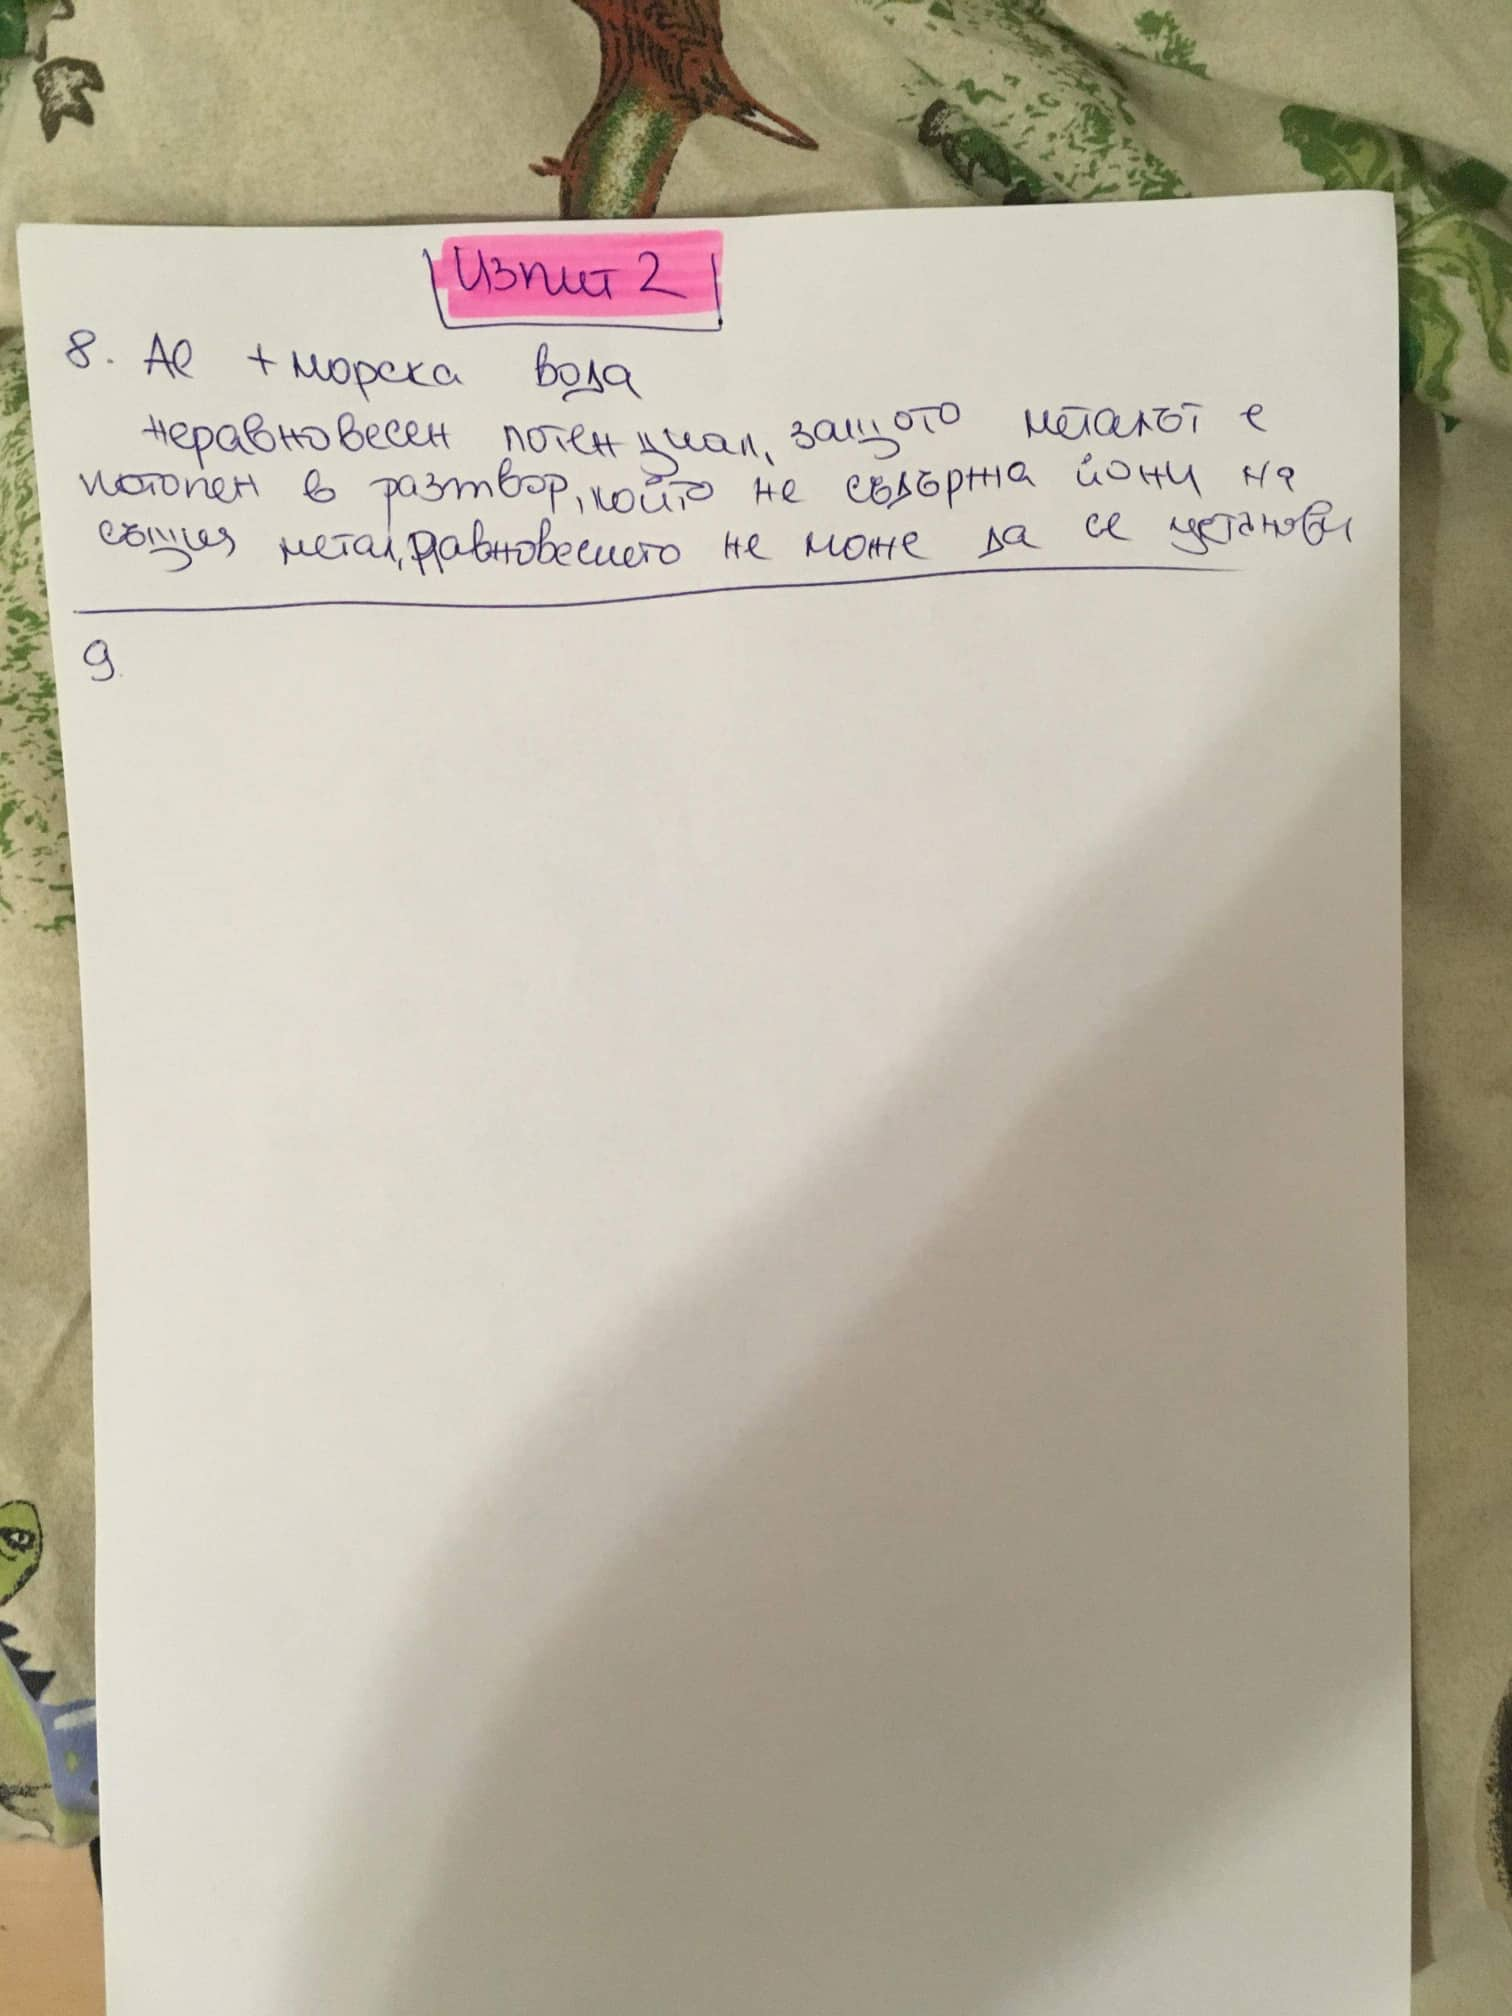 Изпит 2
8. Al + морска вода
неравновесен потенциал, защото металът е
потопен в разтвор, който не съдържа йони на
същия метал, равновесието не може да се установи
9.